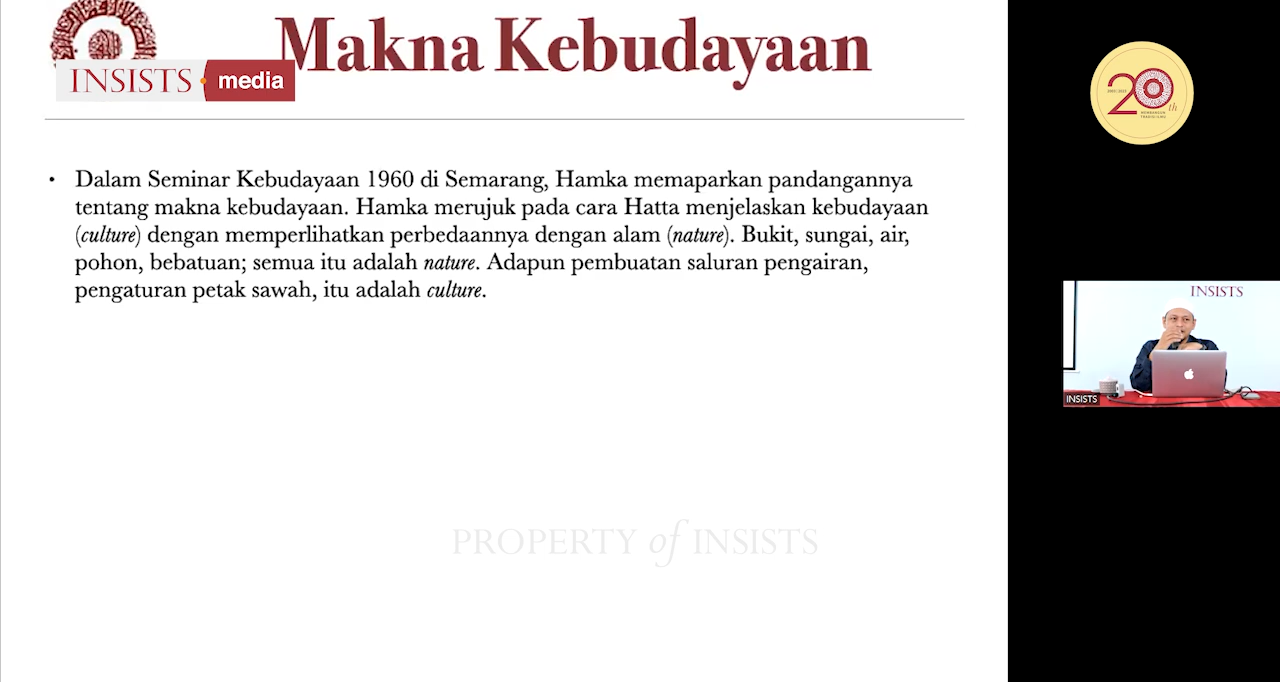 Makna Kebudayaan
INSISTS media
• Dalam Seminar Kebudayaan 1960 di Semarang, Hamka memaparkan pandangannya
tentang makna kebudayaan. Hamka merujuk pada cara Hatta menjelaskan kebudayaan
(culture) dengan memperlihatkan perbedaannya dengan alam (nature). Bukit, sungai, air,
pohon, bebatuan; semua itu adalah nature. Adapun pembuatan saluran pengairan,
pengaturan petak sawah, itu adalah culture.
PROPERTY of INSISTS
20th
INSISTS
INSISTS